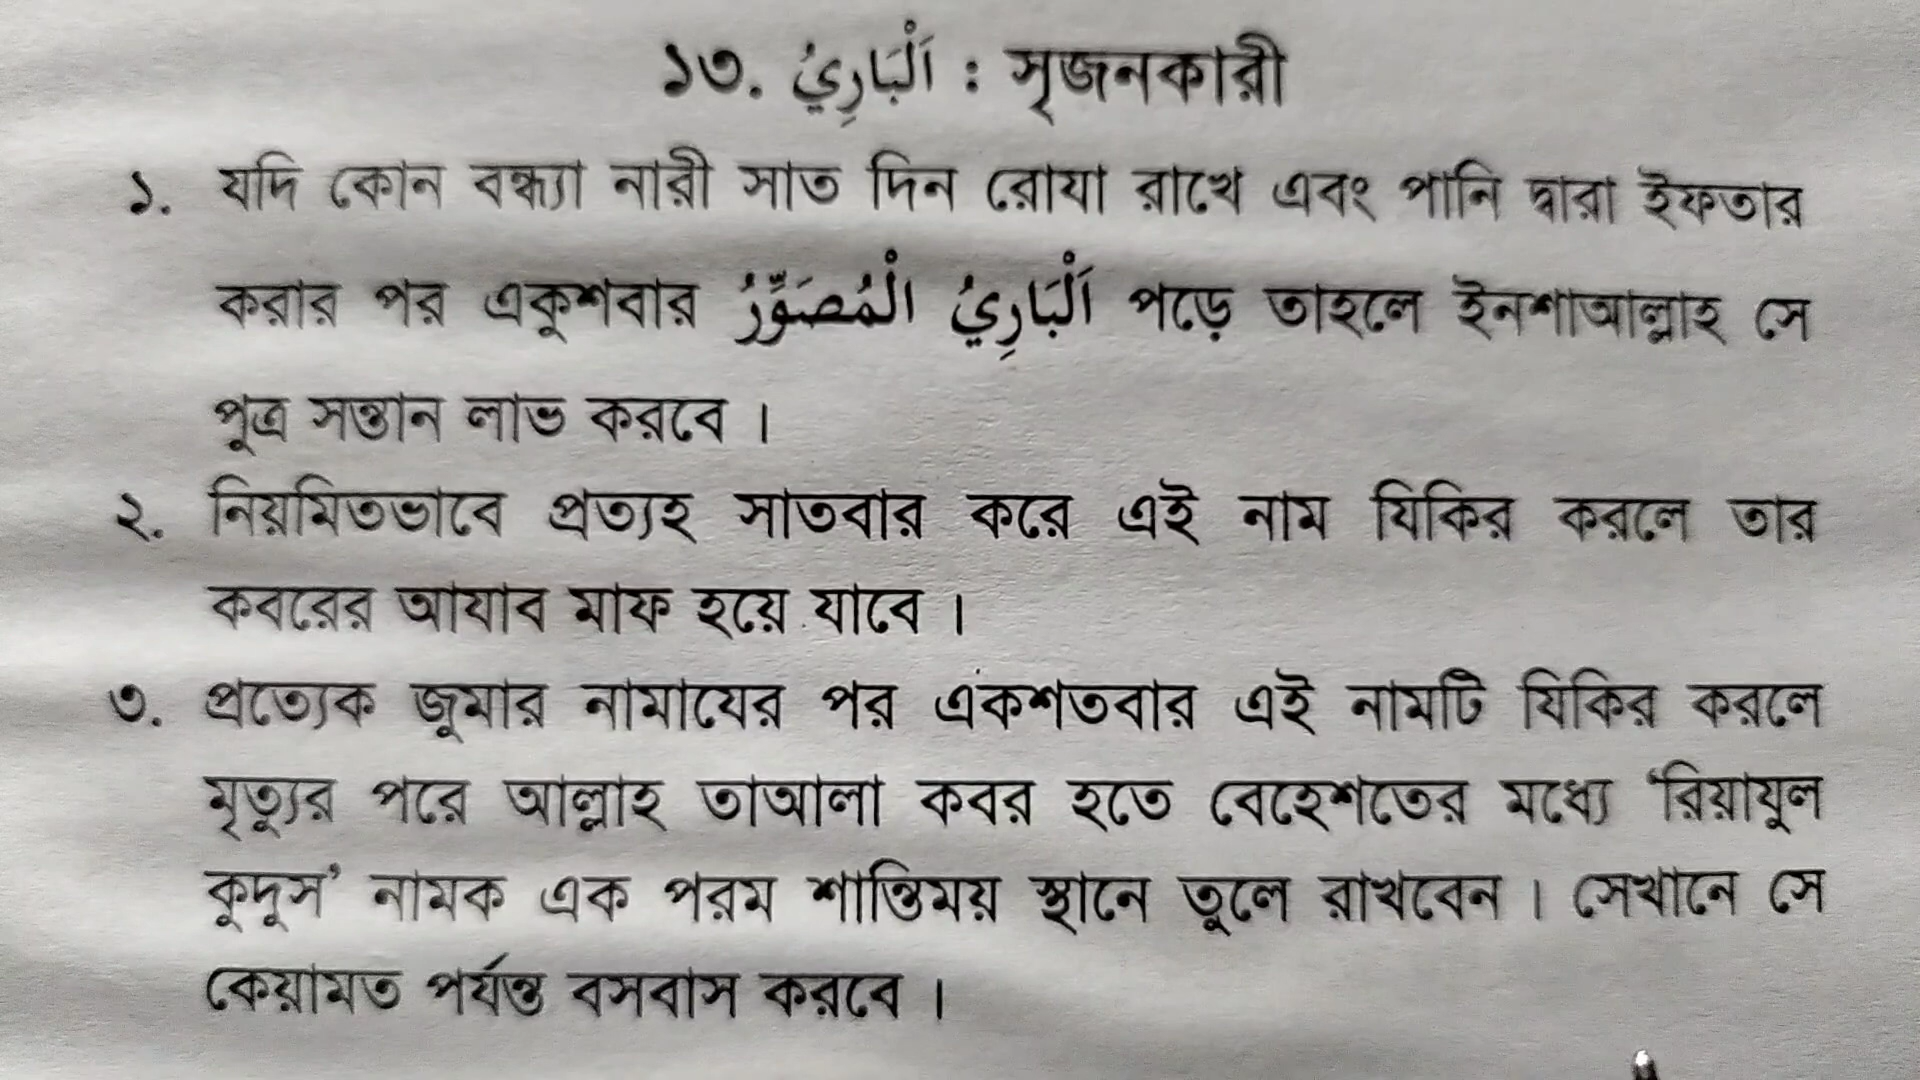 ১৩. اَلْبَارِيُ : সৃজনকারী
১. যদি কোন বন্ধ্যা নারী সাত দিন রোযা রাখে এবং পানি দ্বারা ইফতার
করার পর একুশবার اَلْبَارِيُ الْمُصَوِّرُ পড়ে তাহলে ইনশাআল্লাহ সে
পুত্র সন্তান লাভ করবে।
২. নিয়মিতভাবে প্রত্যহ সাতবার করে এই নাম যিকির করলে তার
কবরের আযাব মাফ হয়ে যাবে।
৩. প্রত্যেক জুমার নামাযের পর একশতবার এই নামটি যিকির করলে
মৃত্যুর পরে আল্লাহ তাআলা কবর হতে বেহেশতের মধ্যে ‘রিয়াযুল
কুদুস’ নামক এক পরম শান্তিময় স্থানে তুলে রাখবেন। সেখানে সে
কেয়ামত পর্যন্ত বসবাস করবে।